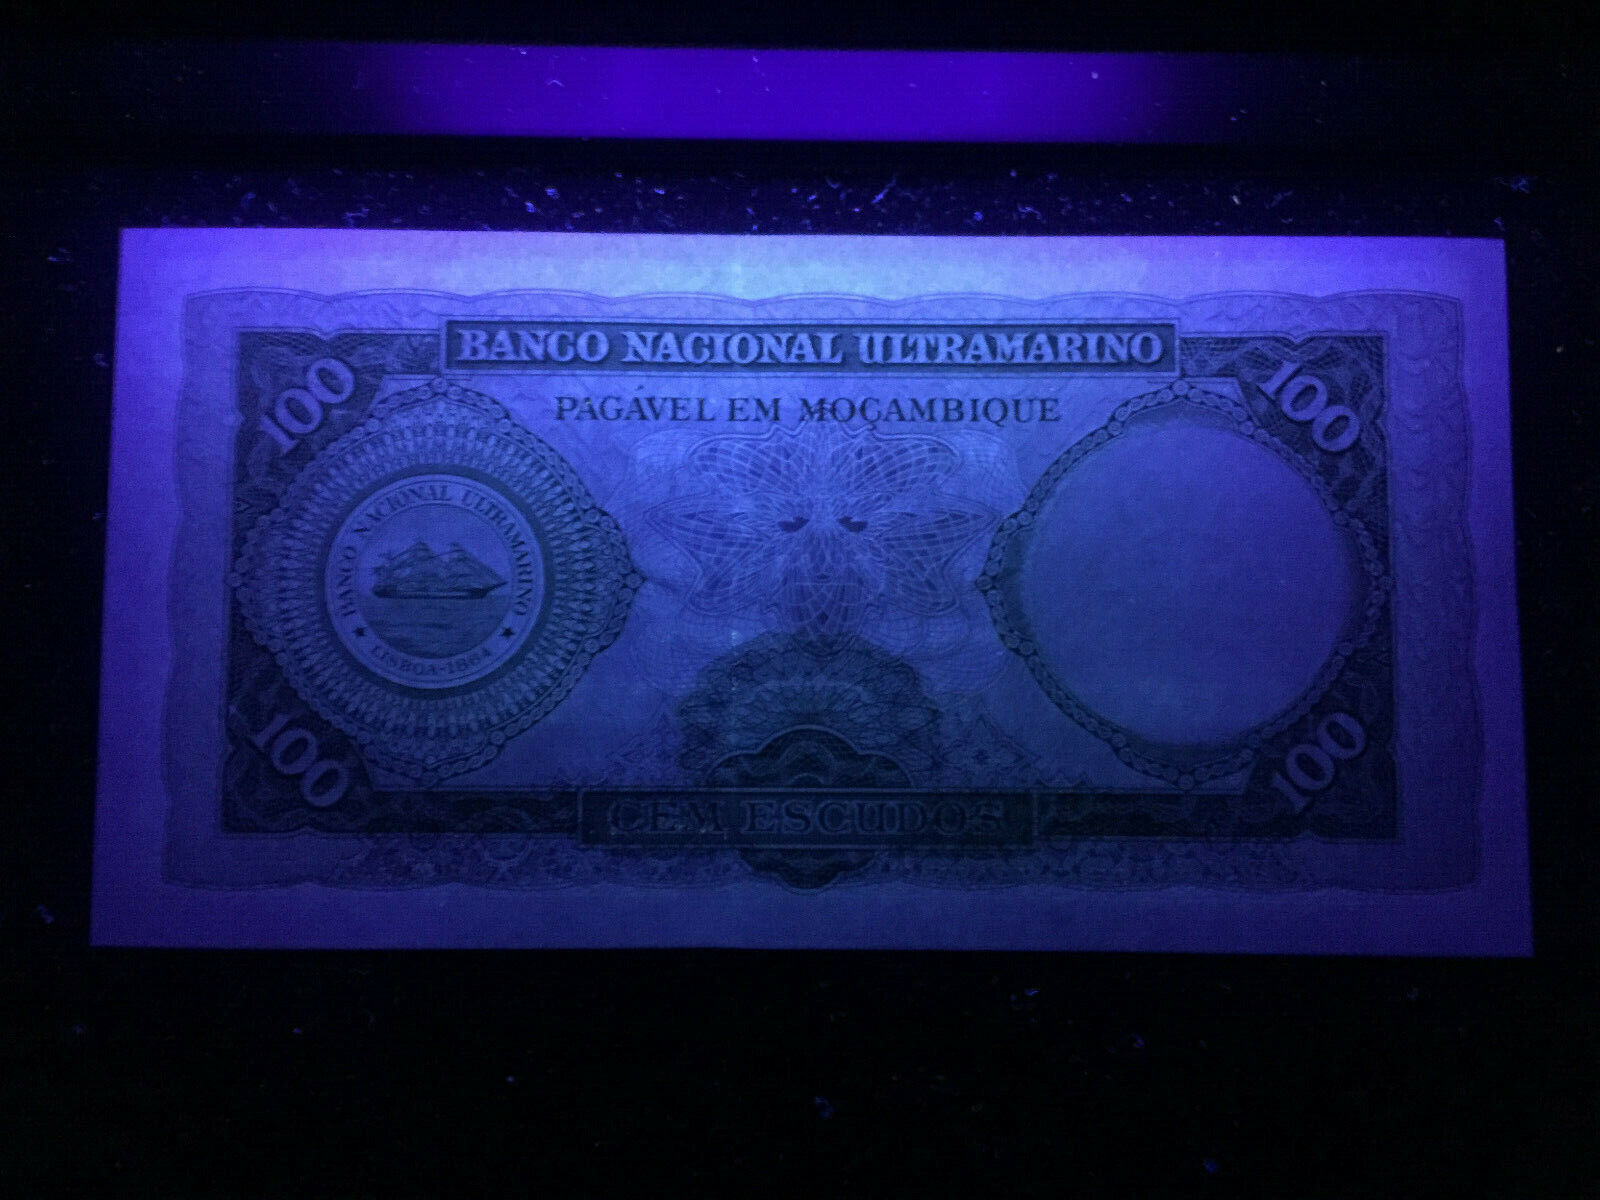 BANCO NACIONAL ULTRAMARINO
PAGÁVEL EM MOÇAMBIQUE
100
100
BANCO NACIONAL ULTRAMARINO
LISBOA-1864
100
100
CEM ESCUDOS